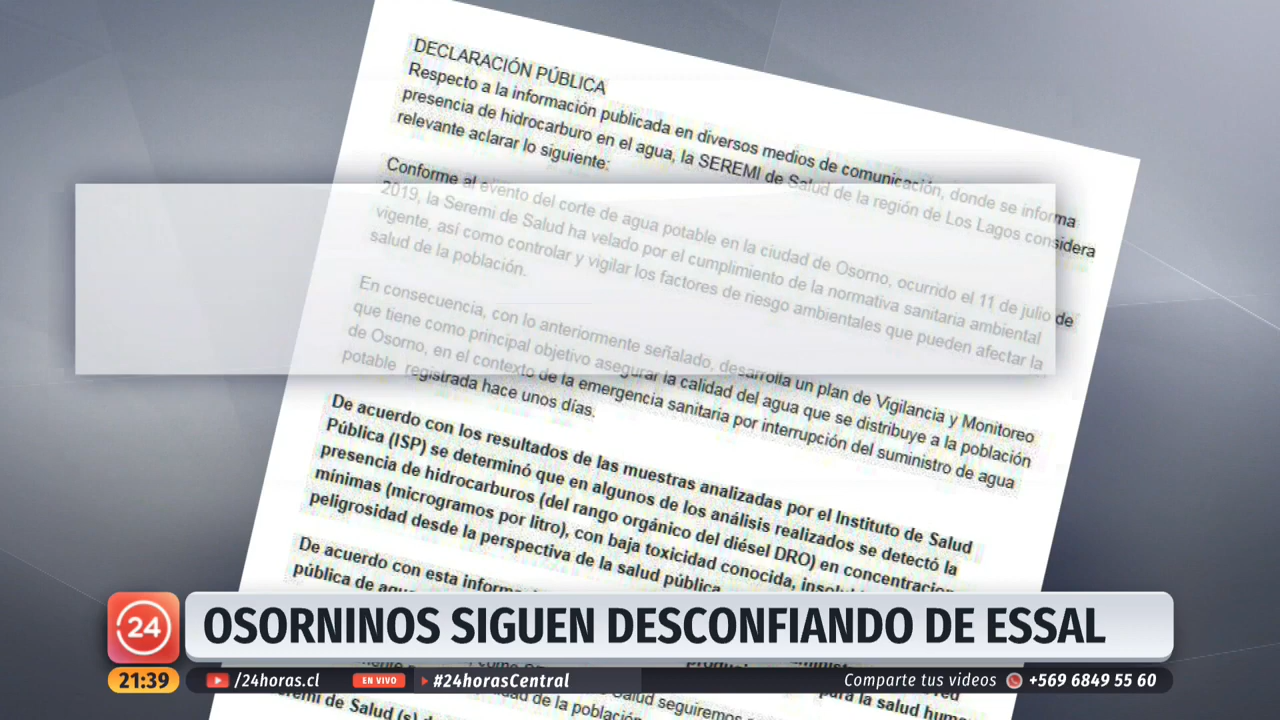 DECLARACIÓN PÚBLICA
Respecto a la información publicada en diversos medios de comunicación, donde se informa
presencia de hidrocarburo en el agua, la SEREMI de Salud de la región de Los Lagos considera
relevante aclarar lo siguiente:
Conforme al evento del corte de agua potable en la ciudad de Osorno, ocurrido el 11 de julio de
2019, la Seremi de Salud ha velado por el cumplimiento de la normativa sanitaria ambiental
vigente, así como controlar y vigilar los factores de riesgo ambientales que pueden afectar la
salud de la población.
En consecuencia, con lo anteriormente señalado, desarrolla un plan de Vigilancia y Monitoreo
que tiene como principal objetivo asegurar la calidad del agua que se distribuye a la población
de Osorno, en el contexto de la emergencia sanitaria por interrupción del suministro de agua
potable registrada hace unos días.
De acuerdo con los resultados de las muestras analizadas por el Instituto de Salud
Pública (ISP) se determinó que en algunos de los análisis realizados se detectó la
presencia de hidrocarburos (del rango orgánico del diésel DRO) en
mínimas (microgramos por litro), con baja toxicidad conocida,
peligrosidad desde la perspectiva de la salud pública
De acuerdo con esta
pública de
OSORNINOS SIGUEN DESCONFIANDO DE ESSAL
24
21:39
/24horas.cl
EN VIVO
#24horasCentral
Comparte tus videos
+569 6849 55 60
para la salud
de la población
Salud seguiremos
de Salud (s)